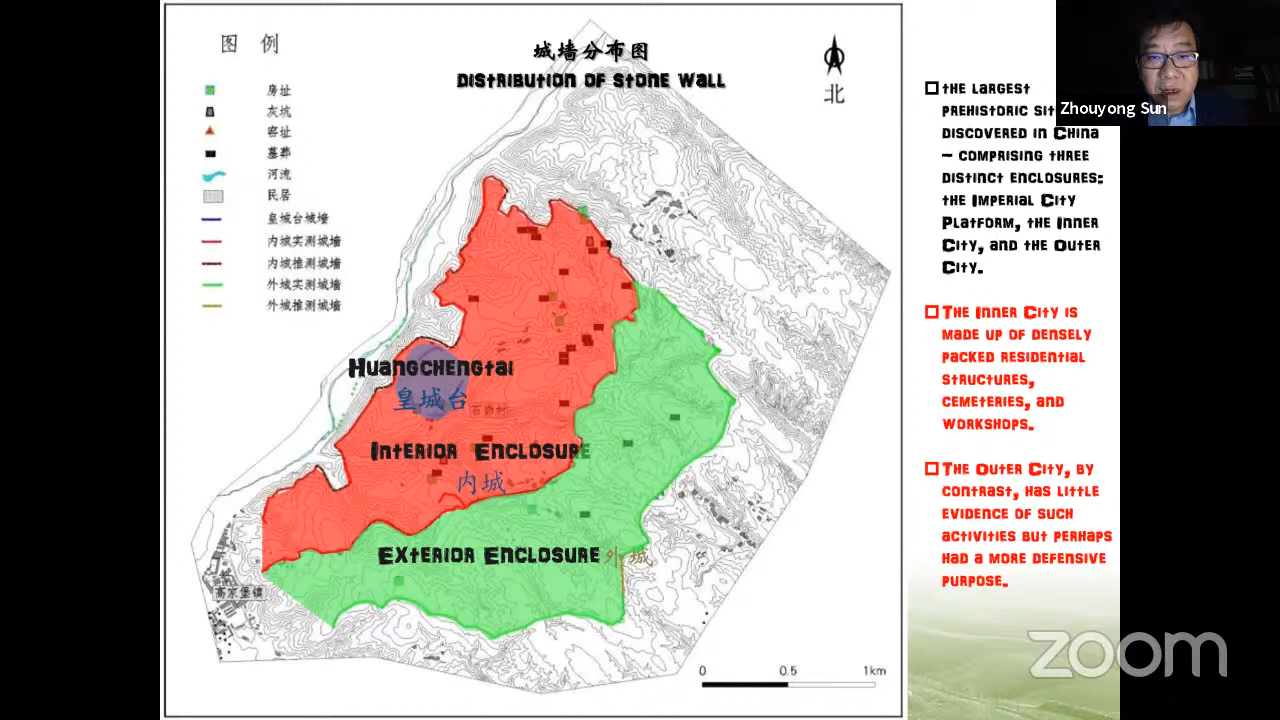 图 例
房址
灰坑
窑址
墓葬
河流
民居
皇城台城墙
内城实测城墙
内城推测城墙
外城实测城墙
外城推测城墙
城墙分布图
Distribution of Stone Wall
北
Huangchengtai
皇城台
石峁村
Interior Enclosure
内城
Exterior Enclosure
外城
高家堡镇
0 0.5 1km
the largest
prehistoric sit
discovered in China
– comprising three
distinct enclosures:
the Imperial City
Platform, the Inner
City, and the Outer
City.
The Inner City is
made up of densely
packed residential
structures,
cemeteries, and
workshops.
The Outer City, by
contrast, has little
evidence of such
activities but perhaps
had a more defensive
purpose.
Zhouyong Sun
zoom